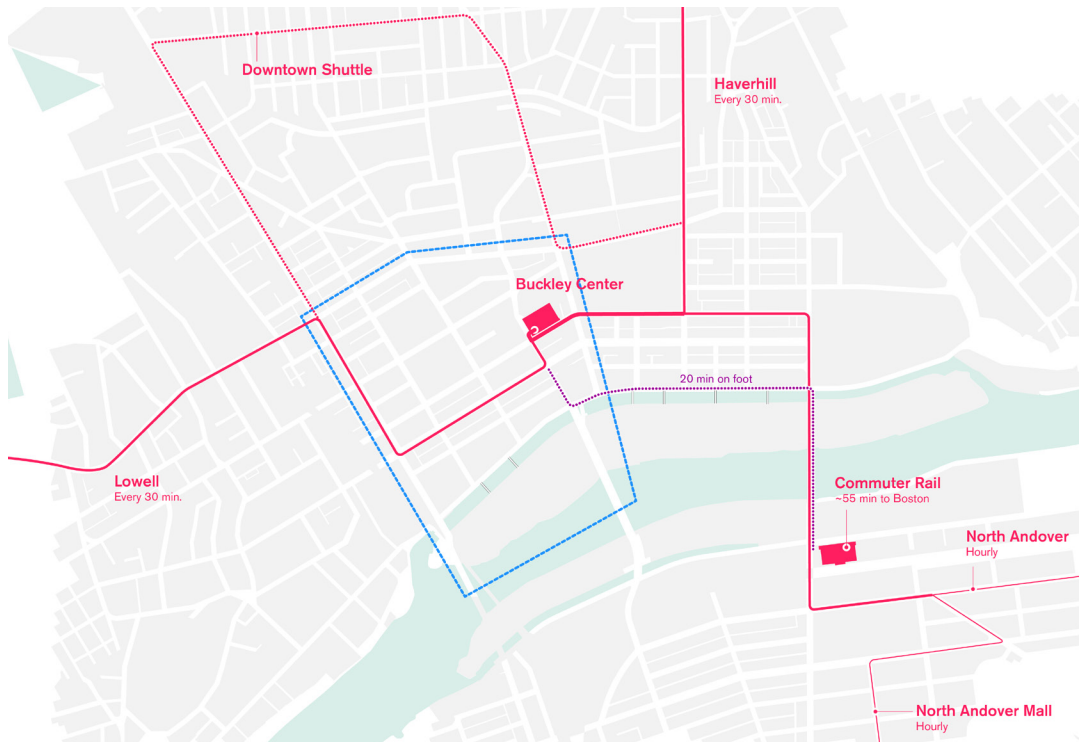 Downtown Shuttle
Haverhill
Every 30 min.
Buckley Center
20 min on foot
Lowell
Every 30 min.
Commuter Rail
~55 min to Boston
North Andover
Hourly
North Andover Mall
Hourly